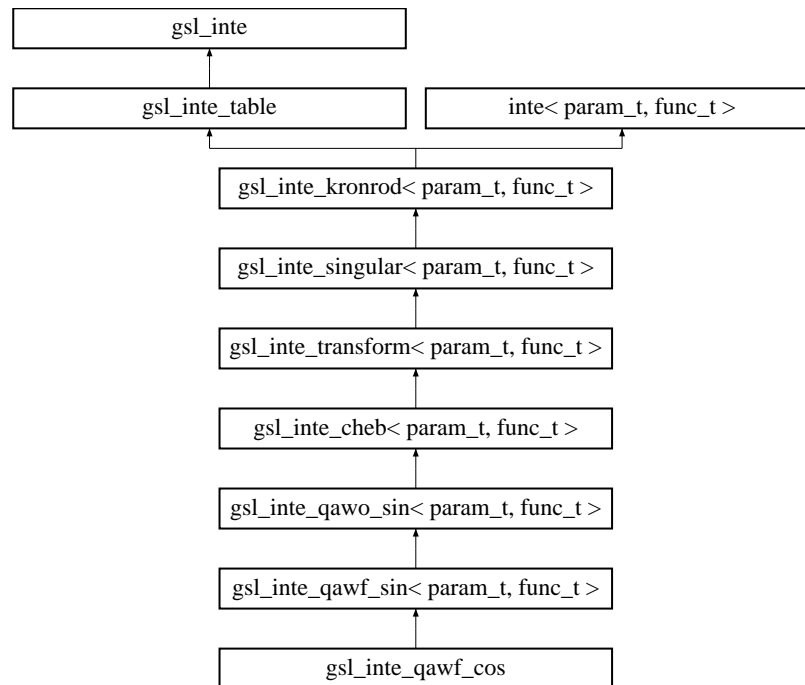 gsl_inte
gsl_inte_table
inte< param_t, func_t >
gsl_inte_kronrod< param_t, func_t >
gsl_inte_singular< param_t, func_t >
gsl_inte_transform< param_t, func_t >
gsl_inte_cheb< param_t, func_t >
gsl_inte_qawo_sin< param_t, func_t >
gsl_inte_qawf_sin< param_t, func_t >
gsl_inte_qawf_cos